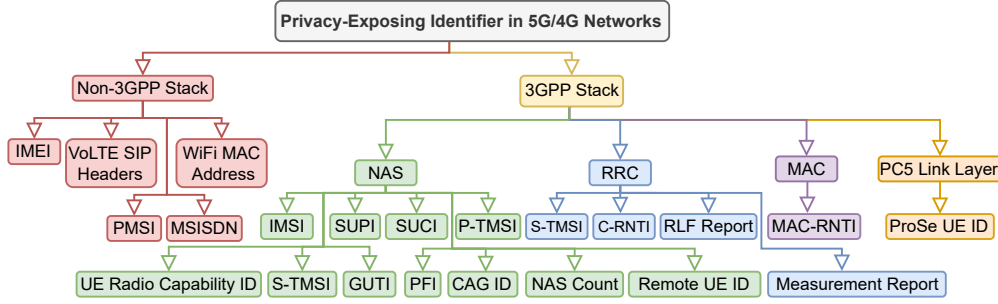 Privacy-Exposing Identifier in 5G/4G Networks
Non-3GPP Stack
3GPP Stack
IMEI
VoLTE SIP
Headers
WiFi MAC
Address
PMSI
MSISDN
NAS
RRC
MAC
PC5 Link Layer
IMSI
SUPI
SUCI
P-TMSI
S-TMSI
C-RNTI
RLF Report
MAC-RNTI
ProSe UE ID
UE Radio Capability ID
S-TMSI
GUTI
PFI
CAG ID
NAS Count
Remote UE ID
Measurement Report